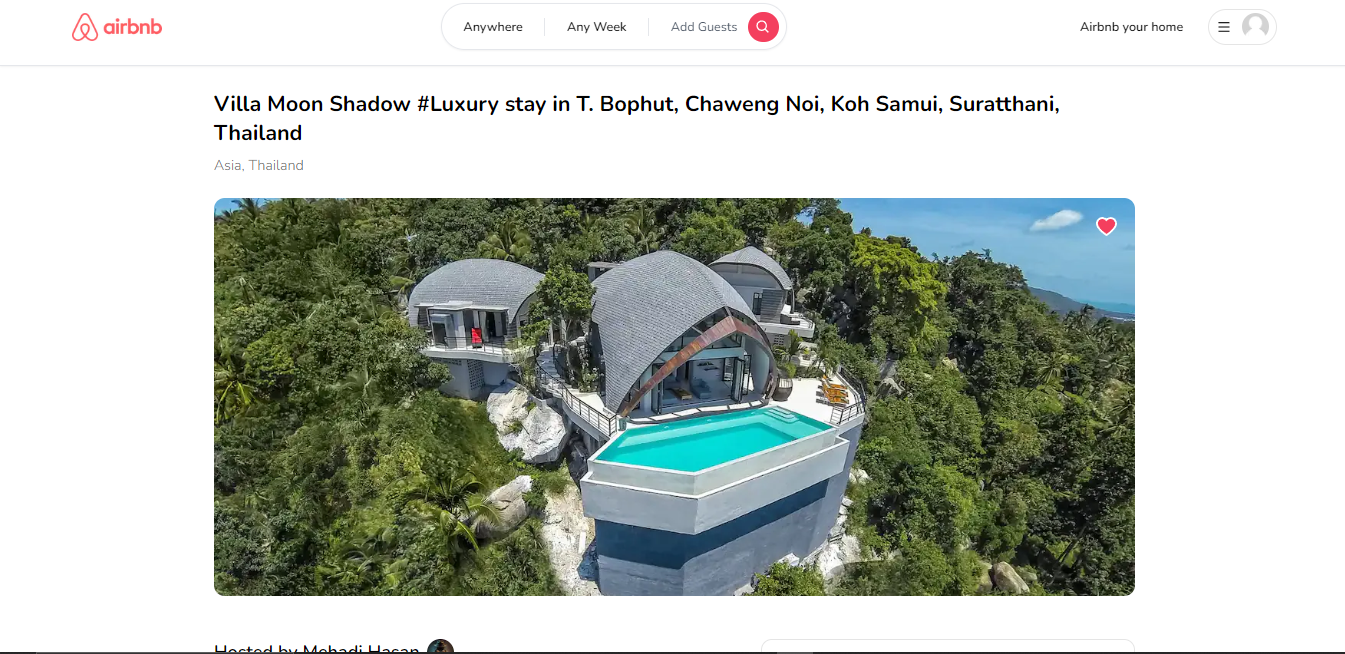 airbnb
Anywhere
Any Week
Add Guests
Airbnb your home
Villa Moon Shadow #Luxury stay in T. Bophut, Chaweng Noi, Koh Samui, Suratthani,
Thailand
Asia, Thailand
Hosted by Mehadi Hasan